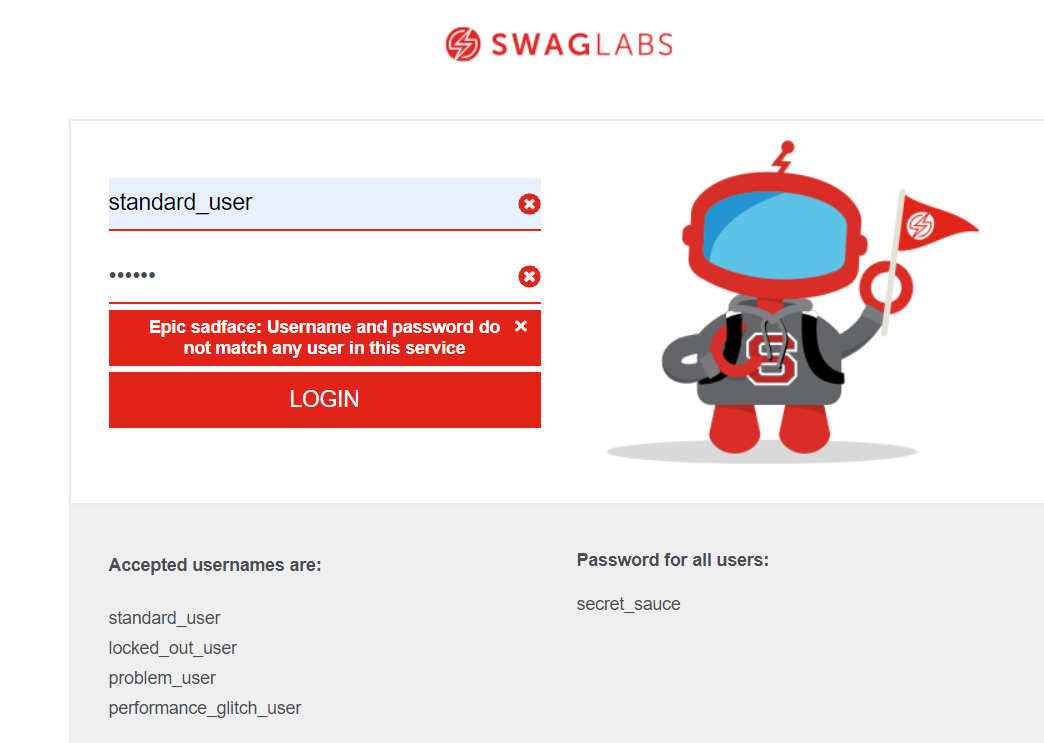 SWAGLABS
standard_user
••••••
Epic sadface: Username and password do
not match any user in this service
LOGIN
S
Accepted usernames are:
standard_user
locked_out_user
problem_user
performance_glitch_user
Password for all users:
secret_sauce